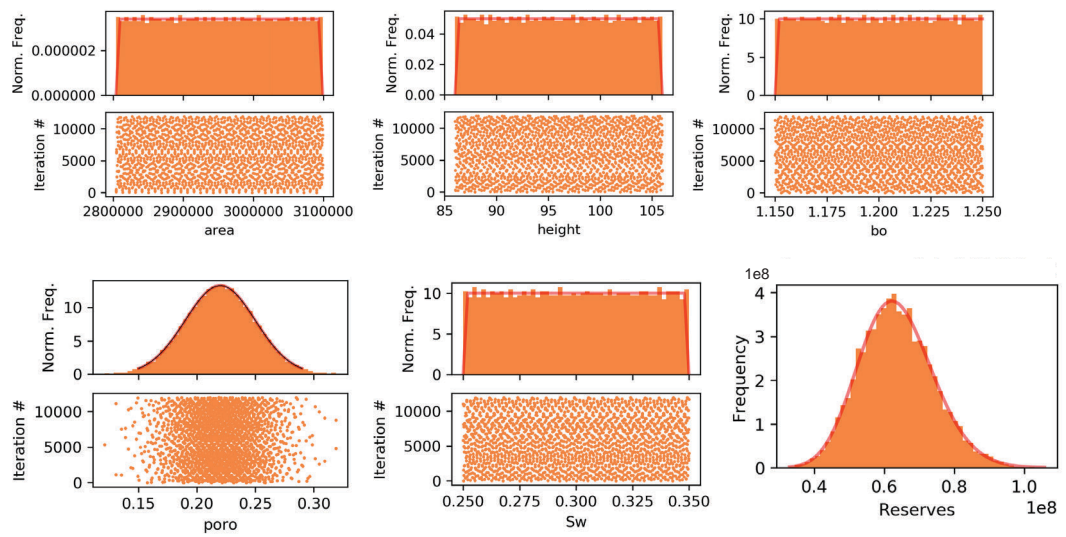 Norm. Freq.
0.000002
0.000000
Iteration #
10000
5000
0
2800000 2900000 3000000 3100000
area
Norm. Freq.
0.04
0.02
0.00
Iteration #
10000
5000
0
85 90 95 100 105
height
Norm. Freq.
10
5
0
Iteration #
10000
5000
0
1.150 1.175 1.200 1.225 1.250
bo
Norm. Freq.
10
5
0
Iteration #
10000
5000
0
0.15 0.20 0.25 0.30
poro
Norm. Freq.
10
5
0
Iteration #
10000
5000
0
0.250 0.275 0.300 0.325 0.350
Sw
1e8
Frequency
4
3
2
1
0
0.4 0.6 0.8 1.0
1e8
Reserves